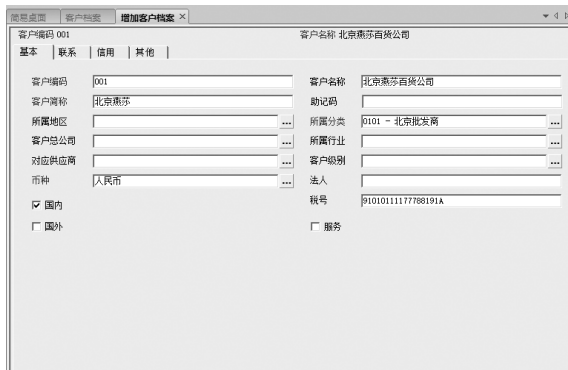 简易桌面 客户档案 增加客户档案 ×
客户编码 001 客户名称 北京燕莎百货公司
基本 联系 信用 其他
客户编码 001 客户名称 北京燕莎百货公司
客户简称 北京燕莎 助记码
所属地区 ... 所属分类 0101 - 北京批发商 ...
客户总公司 ... 所属行业 ...
对应供应商 ... 客户级别 ...
币种 人民币 ... 法人
国内 税号 91010111177788191A
国外 服务